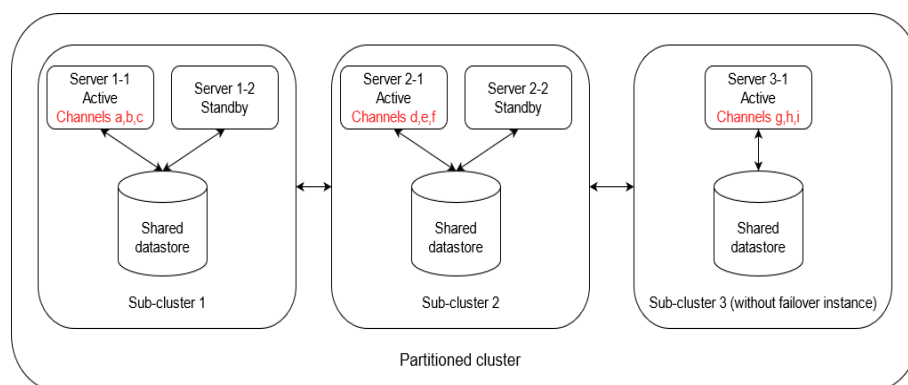 Server 1-1
Active
Channels a,b,c
Server 1-2
Standby
Shared
datastore
Sub-cluster 1
Server 2-1
Active
Channels d,e,f
Server 2-2
Standby
Shared
datastore
Sub-cluster 2
Server 3-1
Active
Channels g,h,i
Shared
datastore
Sub-cluster 3 (without failover instance)
Partitioned cluster